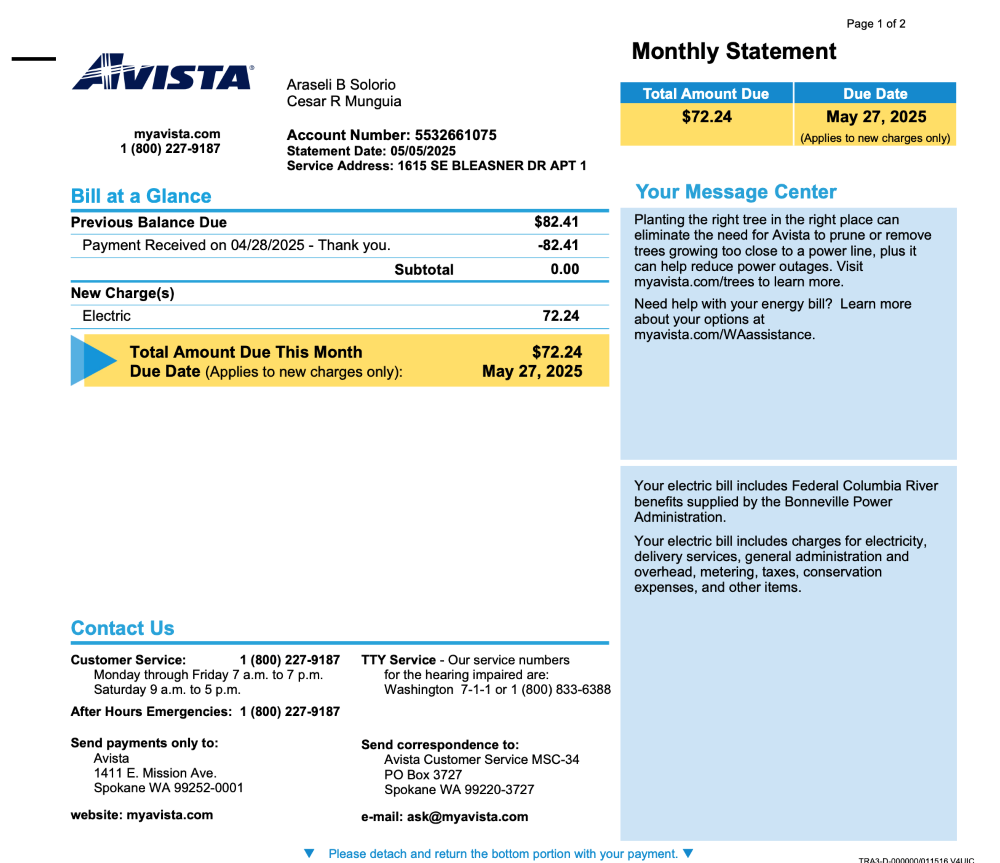 Page 1 of 2
Monthly Statement
AVISTA®
Araseli B Solorio
Cesar R Munguia
Total Amount Due Due Date
$72.24 May 27, 2025
(Applies to new charges only)
myavista.com
1 (800) 227-9187
Account Number: 5532661075
Statement Date: 05/05/2025
Service Address: 1615 SE BLEASNER DR APT 1
Bill at a Glance
Previous Balance Due $82.41
Payment Received on 04/28/2025 - Thank you. -82.41
Subtotal 0.00
New Charge(s)
Electric 72.24
Total Amount Due This Month $72.24
Due Date (Applies to new charges only): May 27, 2025
Your Message Center
Planting the right tree in the right place can
eliminate the need for Avista to prune or remove
trees growing too close to a power line, plus it
can help reduce power outages. Visit
myavista.com/trees to learn more.
Need help with your energy bill? Learn more
about your options at
myavista.com/WAassistance.
Your electric bill includes Federal Columbia River
benefits supplied by the Bonneville Power
Administration.
Your electric bill includes charges for electricity,
delivery services, general administration and
overhead, metering, taxes, conservation
expenses, and other items.
Contact Us
Customer Service: 1 (800) 227-9187
Monday through Friday 7 a.m. to 7 p.m.
Saturday 9 a.m. to 5 p.m.
After Hours Emergencies: 1 (800) 227-9187
TTY Service - Our service numbers
for the hearing impaired are:
Washington 7-1-1 or 1 (800) 833-6388
Send payments only to:
Avista
1411 E. Mission Ave.
Spokane WA 99252-0001
website: myavista.com
Send correspondence to:
Avista Customer Service MSC-34
PO Box 3727
Spokane WA 99220-3727
e-mail: ask@myavista.com
▼ Please detach and return the bottom portion with your payment. ▼
TRA3-D-000000/011516 V4UIC